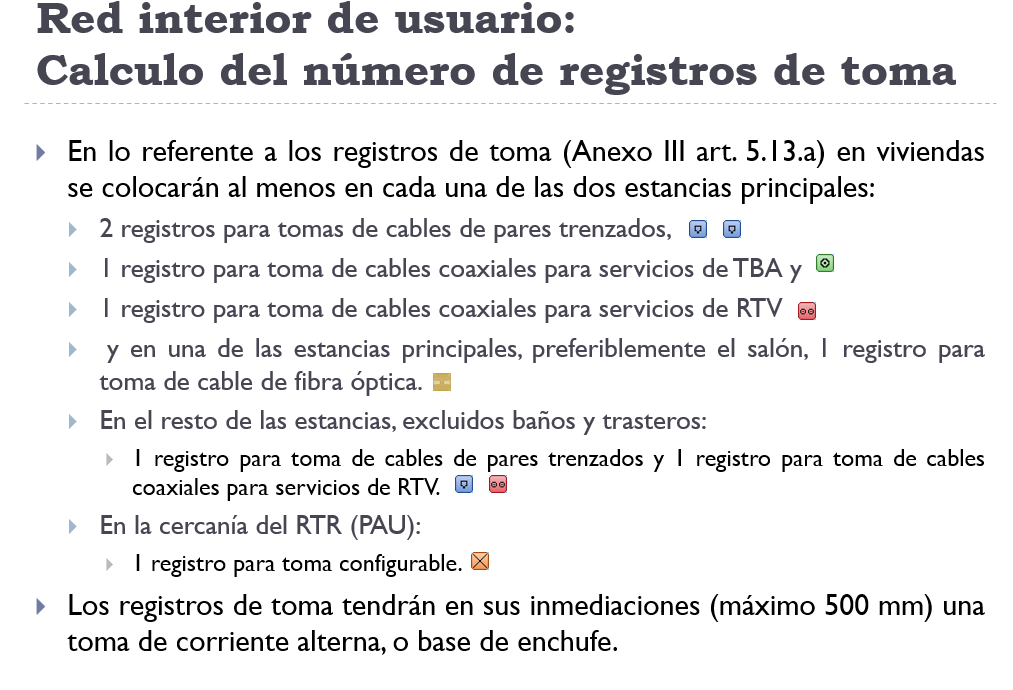 Red interior de usuario:
Calculo del número de registros de toma
En lo referente a los registros de toma (Anexo III art. 5.13.a) en viviendas
se colocarán al menos en cada una de las dos estancias principales:
2 registros para tomas de cables de pares trenzados,
1 registro para toma de cables coaxiales para servicios de TBA y
1 registro para toma de cables coaxiales para servicios de RTV
y en una de las estancias principales, preferiblemente el salón, 1 registro para
toma de cable de fibra óptica.
En el resto de las estancias, excluidos baños y trasteros:
1 registro para toma de cables de pares trenzados y 1 registro para toma de cables
coaxiales para servicios de RTV.
En la cercanía del RTR (PAU):
1 registro para toma configurable.
Los registros de toma tendrán en sus inmediaciones (máximo 500 mm) una
toma de corriente alterna, o base de enchufe.